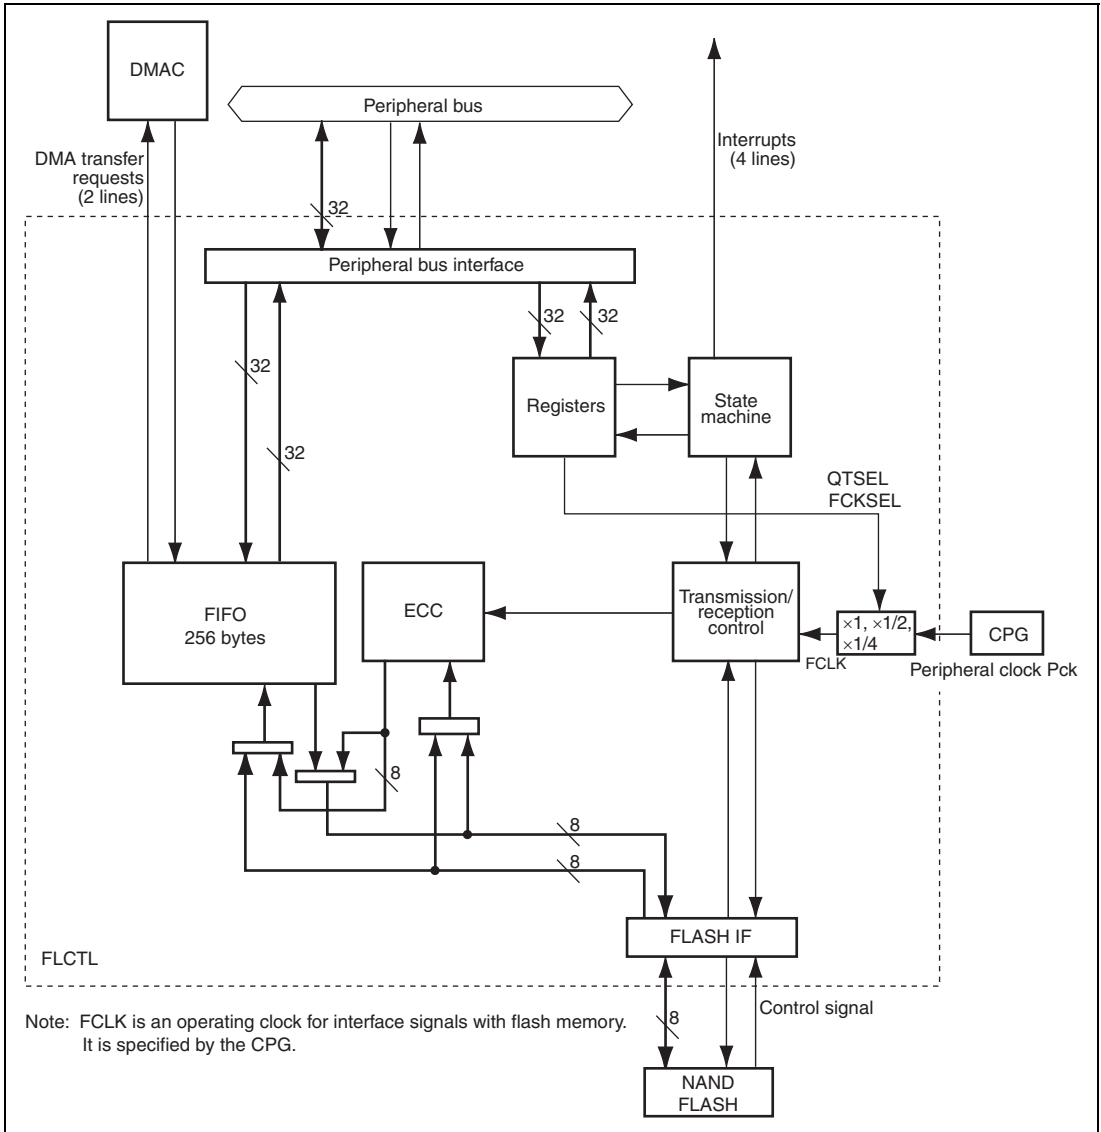 DMAC
Peripheral bus
Interrupts
(4 lines)
DMA transfer
requests
(2 lines)
32
Peripheral bus interface
32
32
32
32
Registers
State
machine
QTSEL
FCKSEL
FIFO
256 bytes
ECC
Transmission/
reception
control
×1, ×1/2,
×1/4
CPG
FCLK
Peripheral clock Pck
8
8
8
FLASH IF
FLCTL
Control signal
8
Note: FCLK is an operating clock for interface signals with flash memory.
It is specified by the CPG.
NAND
FLASH